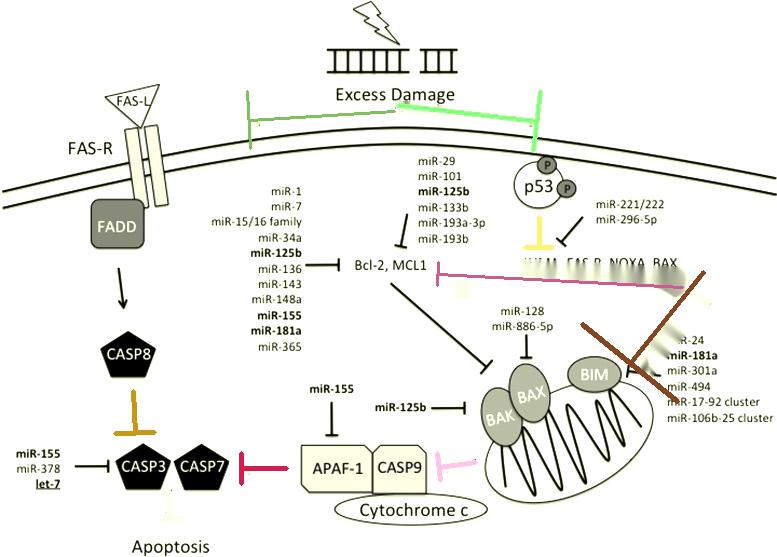 Excess Damage
FAS-L
FAS-R
FADD
CASP8
p53
P
P
miR-29
miR-101
miR-125b
miR-133b
miR-193a-3p
miR-193b
miR-1
miR-7
miR-15/16 family
miR-34a
miR-125b
miR-136
miR-143
miR-148a
miR-155
miR-181a
miR-365
miR-221/222
miR-296-5p
FAS-R NOXA BAX
Bcl-2, MCL1
miR-128
miR-886-5p
R-24
miR-181a
miR-301a
miR-494
miR-17-92 cluster
miR-106b-25 cluster
BAK
BAX
BIM
miR-155
miR-125b
miR-155
miR-378
let-7
CASP3
CASP7
APAF-1
CASP9
Cytochrome c
Apoptosis